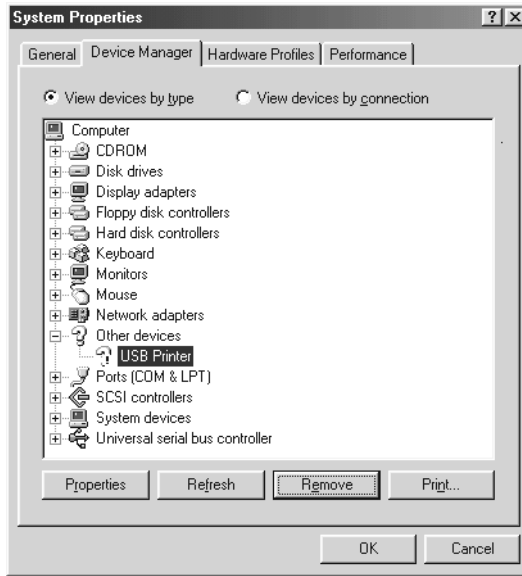 System Properties
General Device Manager Hardware Profiles Performance
View devices by type View devices by connection
Computer
CDROM
Disk drives
Display adapters
Floppy disk controllers
Hard disk controllers
Keyboard
Monitors
Mouse
Network adapters
Other devices
USB Printer
Ports (COM & LPT)
SCSI controllers
System devices
Universal serial bus controller
Properties Refresh Remove Print...
OK Cancel